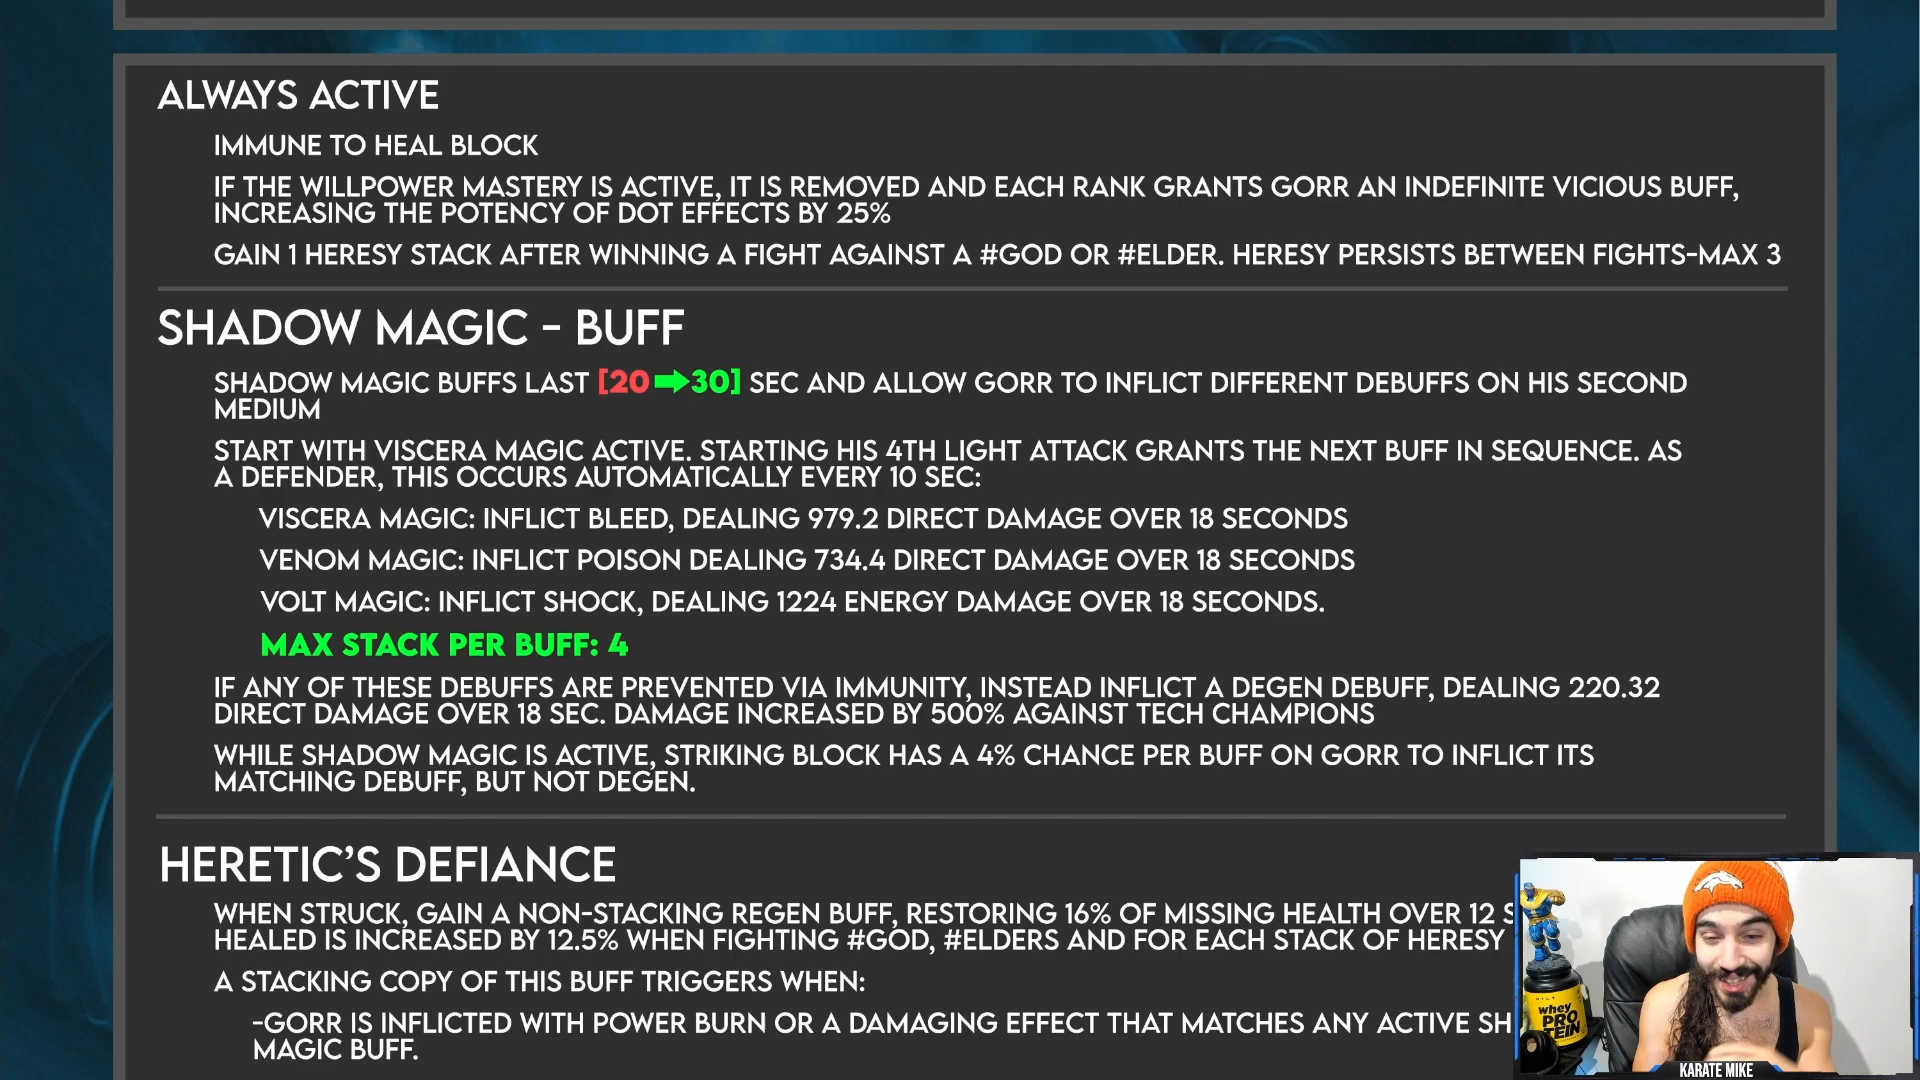 ALWAYS ACTIVE
IMMUNE TO HEAL BLOCK
IF THE WILLPOWER MASTERY IS ACTIVE, IT IS REMOVED AND EACH RANK GRANTS GORR AN INDEFINITE VICIOUS BUFF,
INCREASING THE POTENCY OF DOT EFFECTS BY 25%
GAIN 1 HERESY STACK AFTER WINNING A FIGHT AGAINST A #GOD OR #ELDER. HERESY PERSISTS BETWEEN FIGHTS-MAX 3
SHADOW MAGIC - BUFF
SHADOW MAGIC BUFFS LAST [20➡30] SEC AND ALLOW GORR TO INFLICT DIFFERENT DEBUFFS ON HIS SECOND
MEDIUM
START WITH VISCERA MAGIC ACTIVE. STARTING HIS 4TH LIGHT ATTACK GRANTS THE NEXT BUFF IN SEQUENCE. AS
A DEFENDER, THIS OCCURS AUTOMATICALLY EVERY 10 SEC:
VISCERA MAGIC: INFLICT BLEED, DEALING 979.2 DIRECT DAMAGE OVER 18 SECONDS
VENOM MAGIC: INFLICT POISON DEALING 734.4 DIRECT DAMAGE OVER 18 SECONDS
VOLT MAGIC: INFLICT SHOCK, DEALING 1224 ENERGY DAMAGE OVER 18 SECONDS.
MAX STACK PER BUFF: 4
IF ANY OF THESE DEBUFFS ARE PREVENTED VIA IMMUNITY, INSTEAD INFLICT A DEGEN DEBUFF, DEALING 220.32
DIRECT DAMAGE OVER 18 SEC. DAMAGE INCREASED BY 500% AGAINST TECH CHAMPIONS
WHILE SHADOW MAGIC IS ACTIVE, STRIKING BLOCK HAS A 4% CHANCE PER BUFF ON GORR TO INFLICT ITS
MATCHING DEBUFF, BUT NOT DEGEN.
HERETIC'S DEFIANCE
WHEN STRUCK, GAIN A NON-STACKING REGEN BUFF, RESTORING 16% OF MISSING HEALTH OVER 12 S
HEALED IS INCREASED BY 12.5% WHEN FIGHTING #GOD, #ELDERS AND FOR EACH STACK OF HERESY
A STACKING COPY OF THIS BUFF TRIGGERS WHEN:
-GORR IS INFLICTED WITH POWER BURN OR A DAMAGING EFFECT THAT MATCHES ANY ACTIVE SH
MAGIC BUFF.
whey
PRO
TEIN
KARATE MIKE